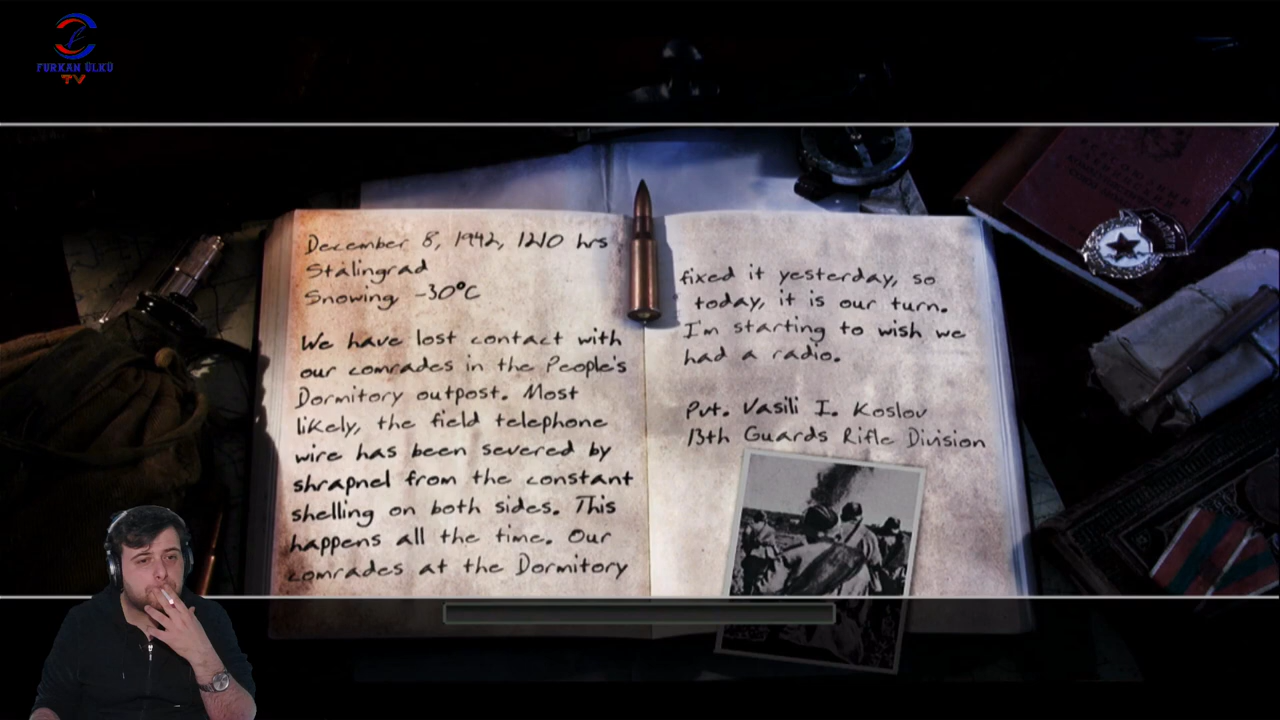 FURKAN ÜLKÜ
TV
December 8, 1942, 1210 hrs
Stalingrad
Snowing -30°C
We have lost contact with
our comrades in the People's
Dormitory outpost. Most
likely, the field telephone
wire has been severed by
shrapnel from the constant
shelling on both sides. This
happens all the time. Our
comrades at the Dormitory
fixed it yesterday, so
today, it is our turn.
I'm starting to wish we
had a radio.
Pvt. Vasili I. Koslov
13th Guards Rifle Division